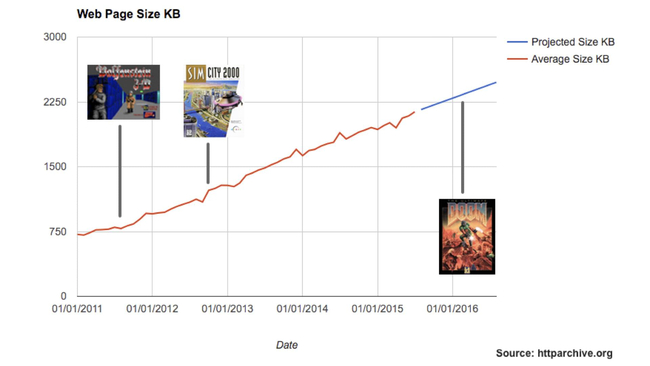 Web Page Size KB
3000
2250
1500
750
0
Projected Size KB
Average Size KB
Wolfenstein
3-D
SIM CITY 2000
DOOM
01/01/2011 01/01/2012 01/01/2013 01/01/2014 01/01/2015 01/01/2016
Date
Source: httparchive.org